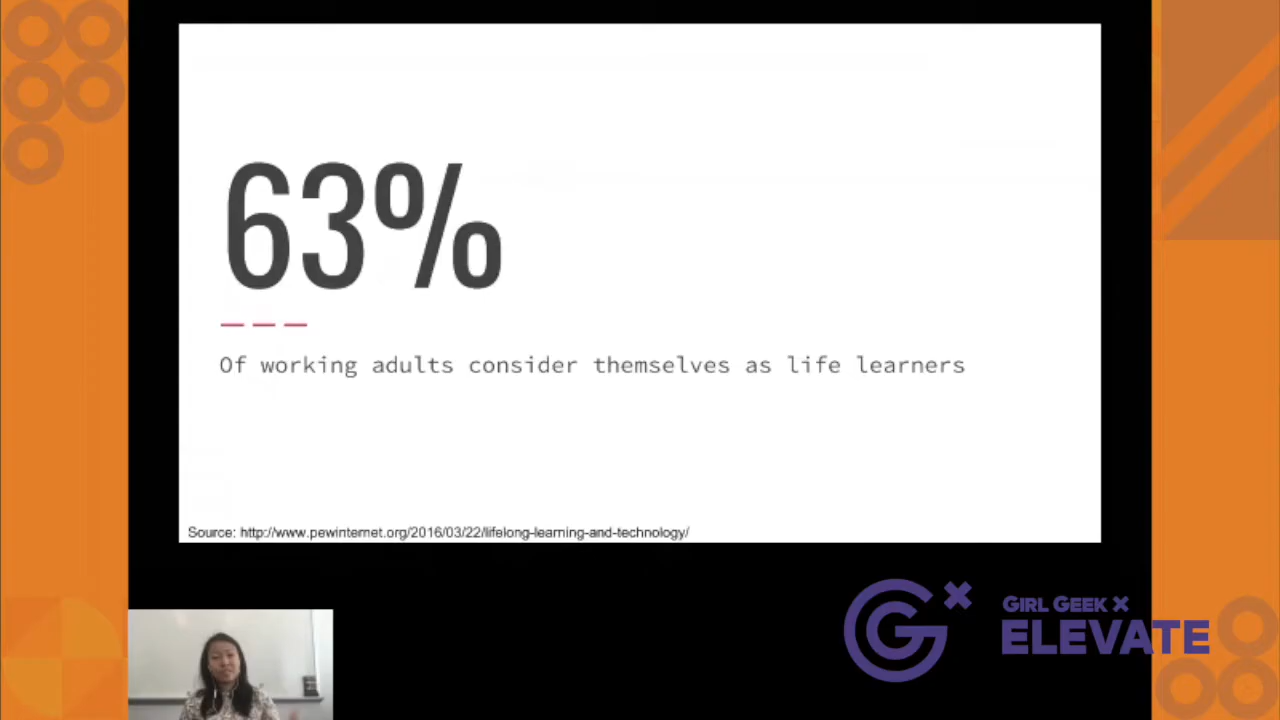 63%
Of working adults consider themselves as life learners
Source: http://www.pewinternet.org/2016/03/22/lifelong-learning-and-technology/
GIRL GEEK X
ELEVATE